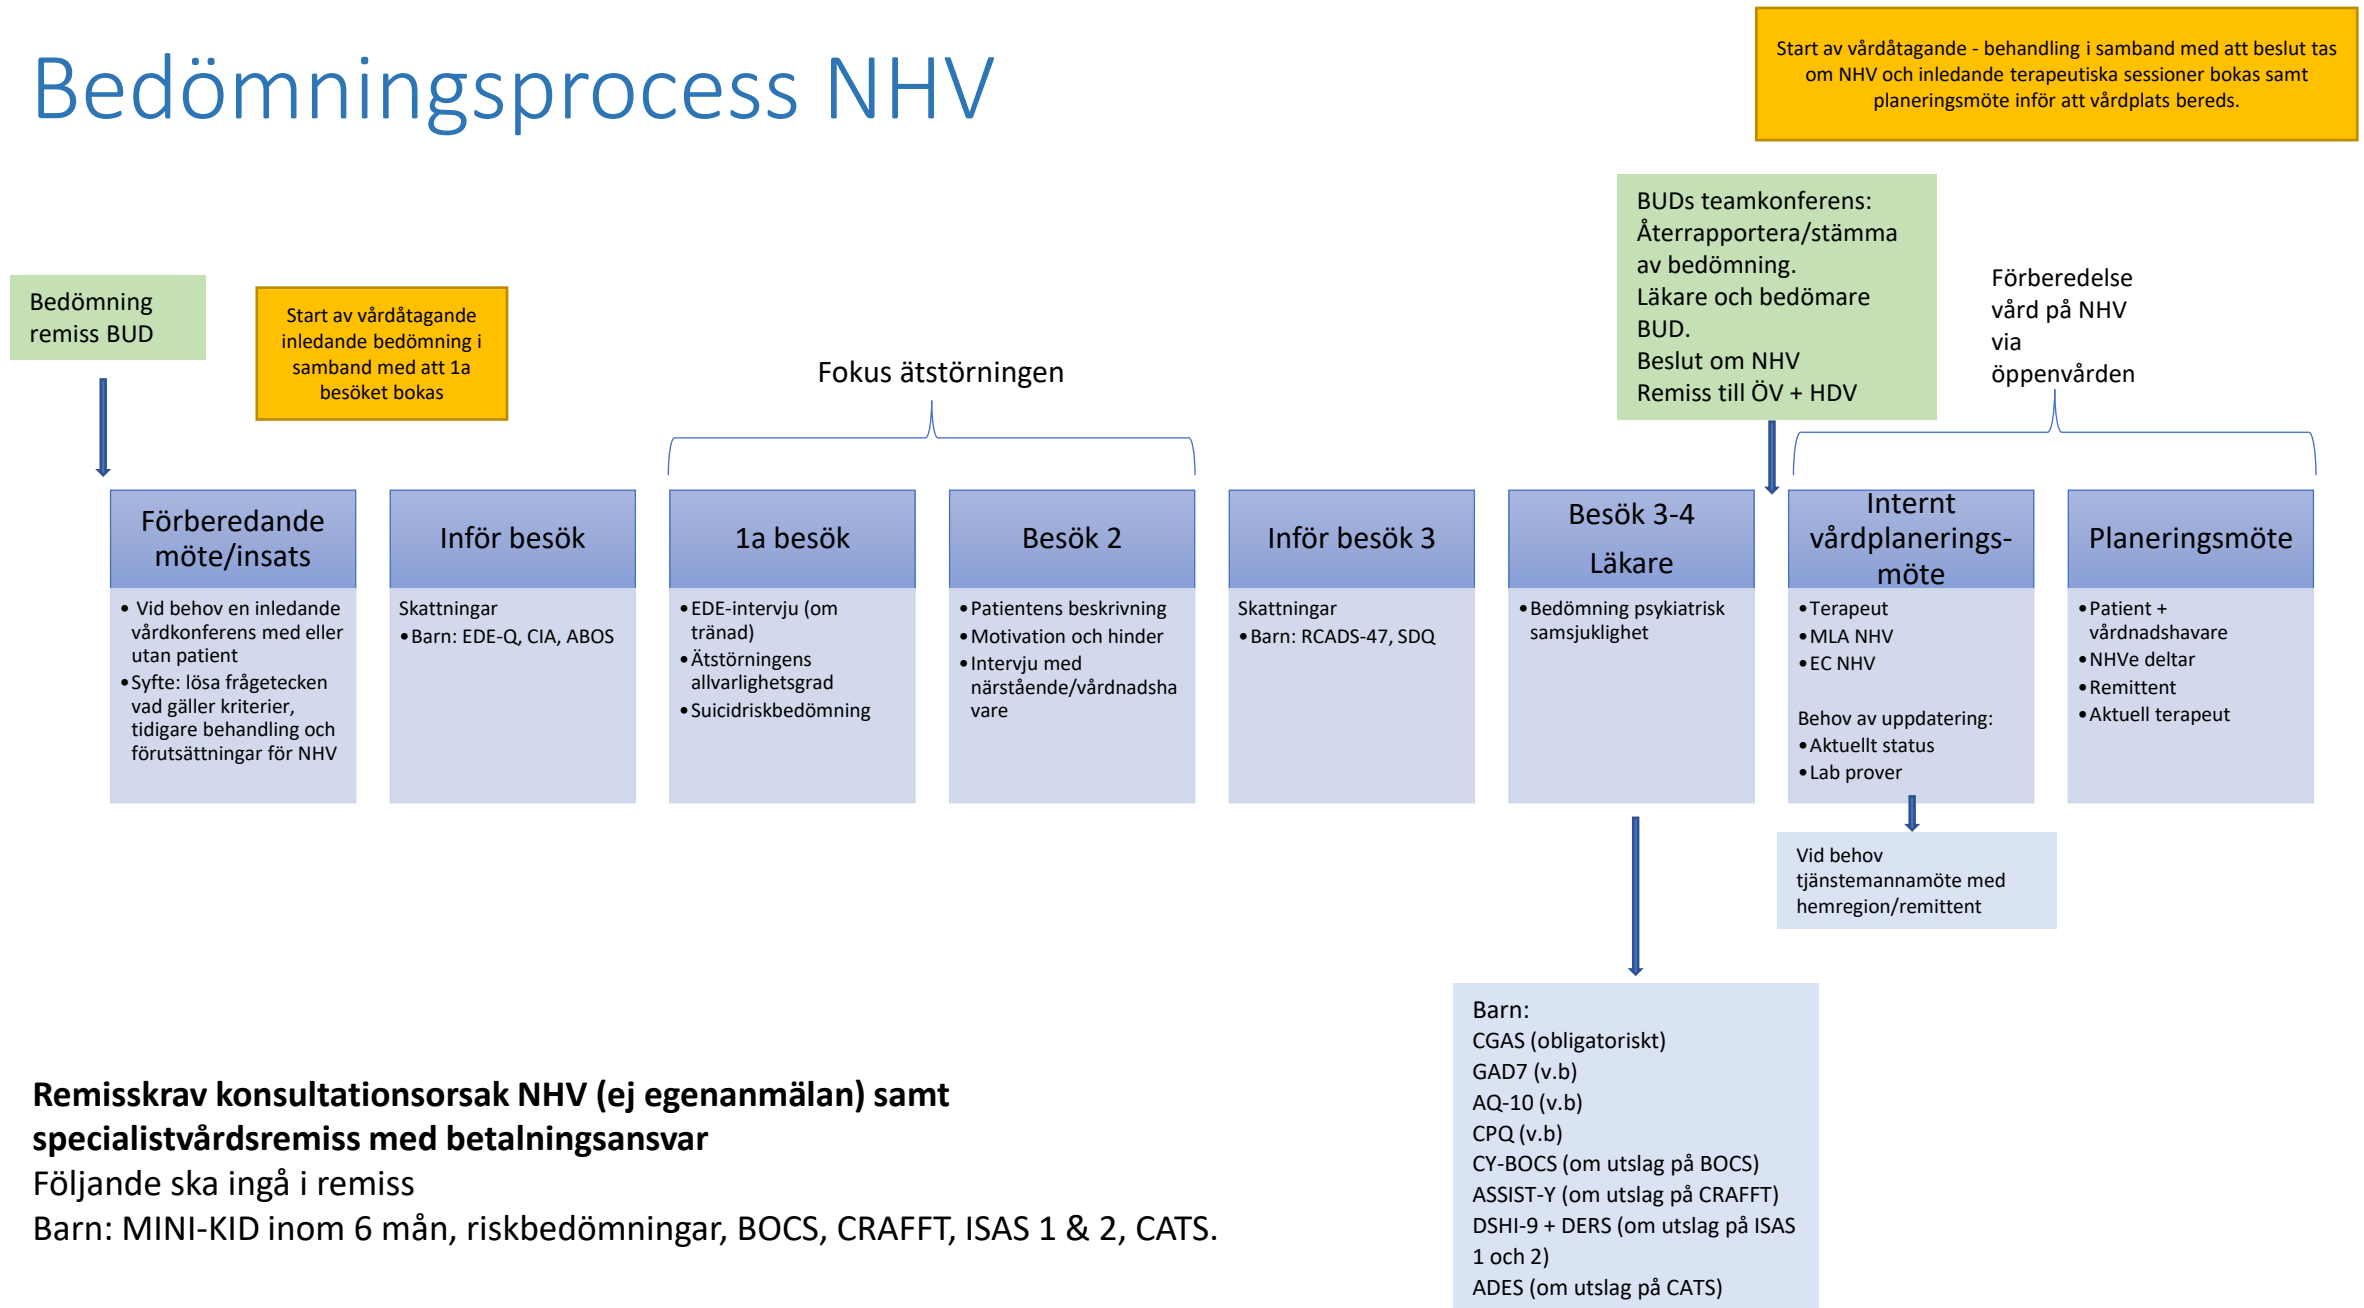 Bedömningsprocess NHV
Start av vårdåtagande - behandling i samband med att beslut tas
om NHV och inledande terapeutiska sessioner bokas samt
planeringsmöte inför att vårdplats bereds.
Bedömning
remiss BUD
Start av vårdåtagande
inledande bedömning i
samband med att 1a
besöket bokas
Fokus ätstörningen
BUDs teamkonferens:
Återrapportera/stämma
av bedömning.
Läkare och bedömare
BUD.
Beslut om NHV
Remiss till ÖV + HDV
Förberedelse
vård på NHV
via
öppenvården
Förberedande
möte/insats
• Vid behov en inledande
vårdkonferens med eller
utan patient
• Syfte: lösa frågetecken
vad gäller kriterier,
tidigare behandling och
förutsättningar för NHV
Inför besök
Skattningar
• Barn: EDE-Q, CIA, ABOS
1a besök
• EDE-intervju (om
tränad)
• Ätstörningens
allvarlighetsgrad
• Suicidriskbedömning
Besök 2
• Patientens beskrivning
• Motivation och hinder
• Intervju med
närstående/vårdnadsha
vare
Inför besök 3
Skattningar
• Barn: RCADS-47, SDQ
Besök 3-4
Läkare
• Bedömning psykiatrisk
samsjuklighet
Internt
vårdplanerings-
möte
• Terapeut
• MLA NHV
• EC NHV
Behov av uppdatering:
• Aktuellt status
• Lab prover
Planeringsmöte
• Patient +
vårdnadshavare
• NHVe deltar
• Remittent
• Aktuell terapeut
Vid behov
tjänstemannamöte med
hemregion/remittent
Barn:
CGAS (obligatoriskt)
GAD7 (v.b)
AQ-10 (v.b)
CPQ (v.b)
CY-BOCS (om utslag på BOCS)
ASSIST-Y (om utslag på CRAFFT)
DSHI-9 + DERS (om utslag på ISAS
1 och 2)
ADES (om utslag på CATS)
Remisskrav konsultationsorsak NHV (ej egenanmälan) samt
specialistvårdsremiss med betalningsansvar
Följande ska ingå i remiss
Barn: MINI-KID inom 6 mån, riskbedömningar, BOCS, CRAFFT, ISAS 1 & 2, CATS.